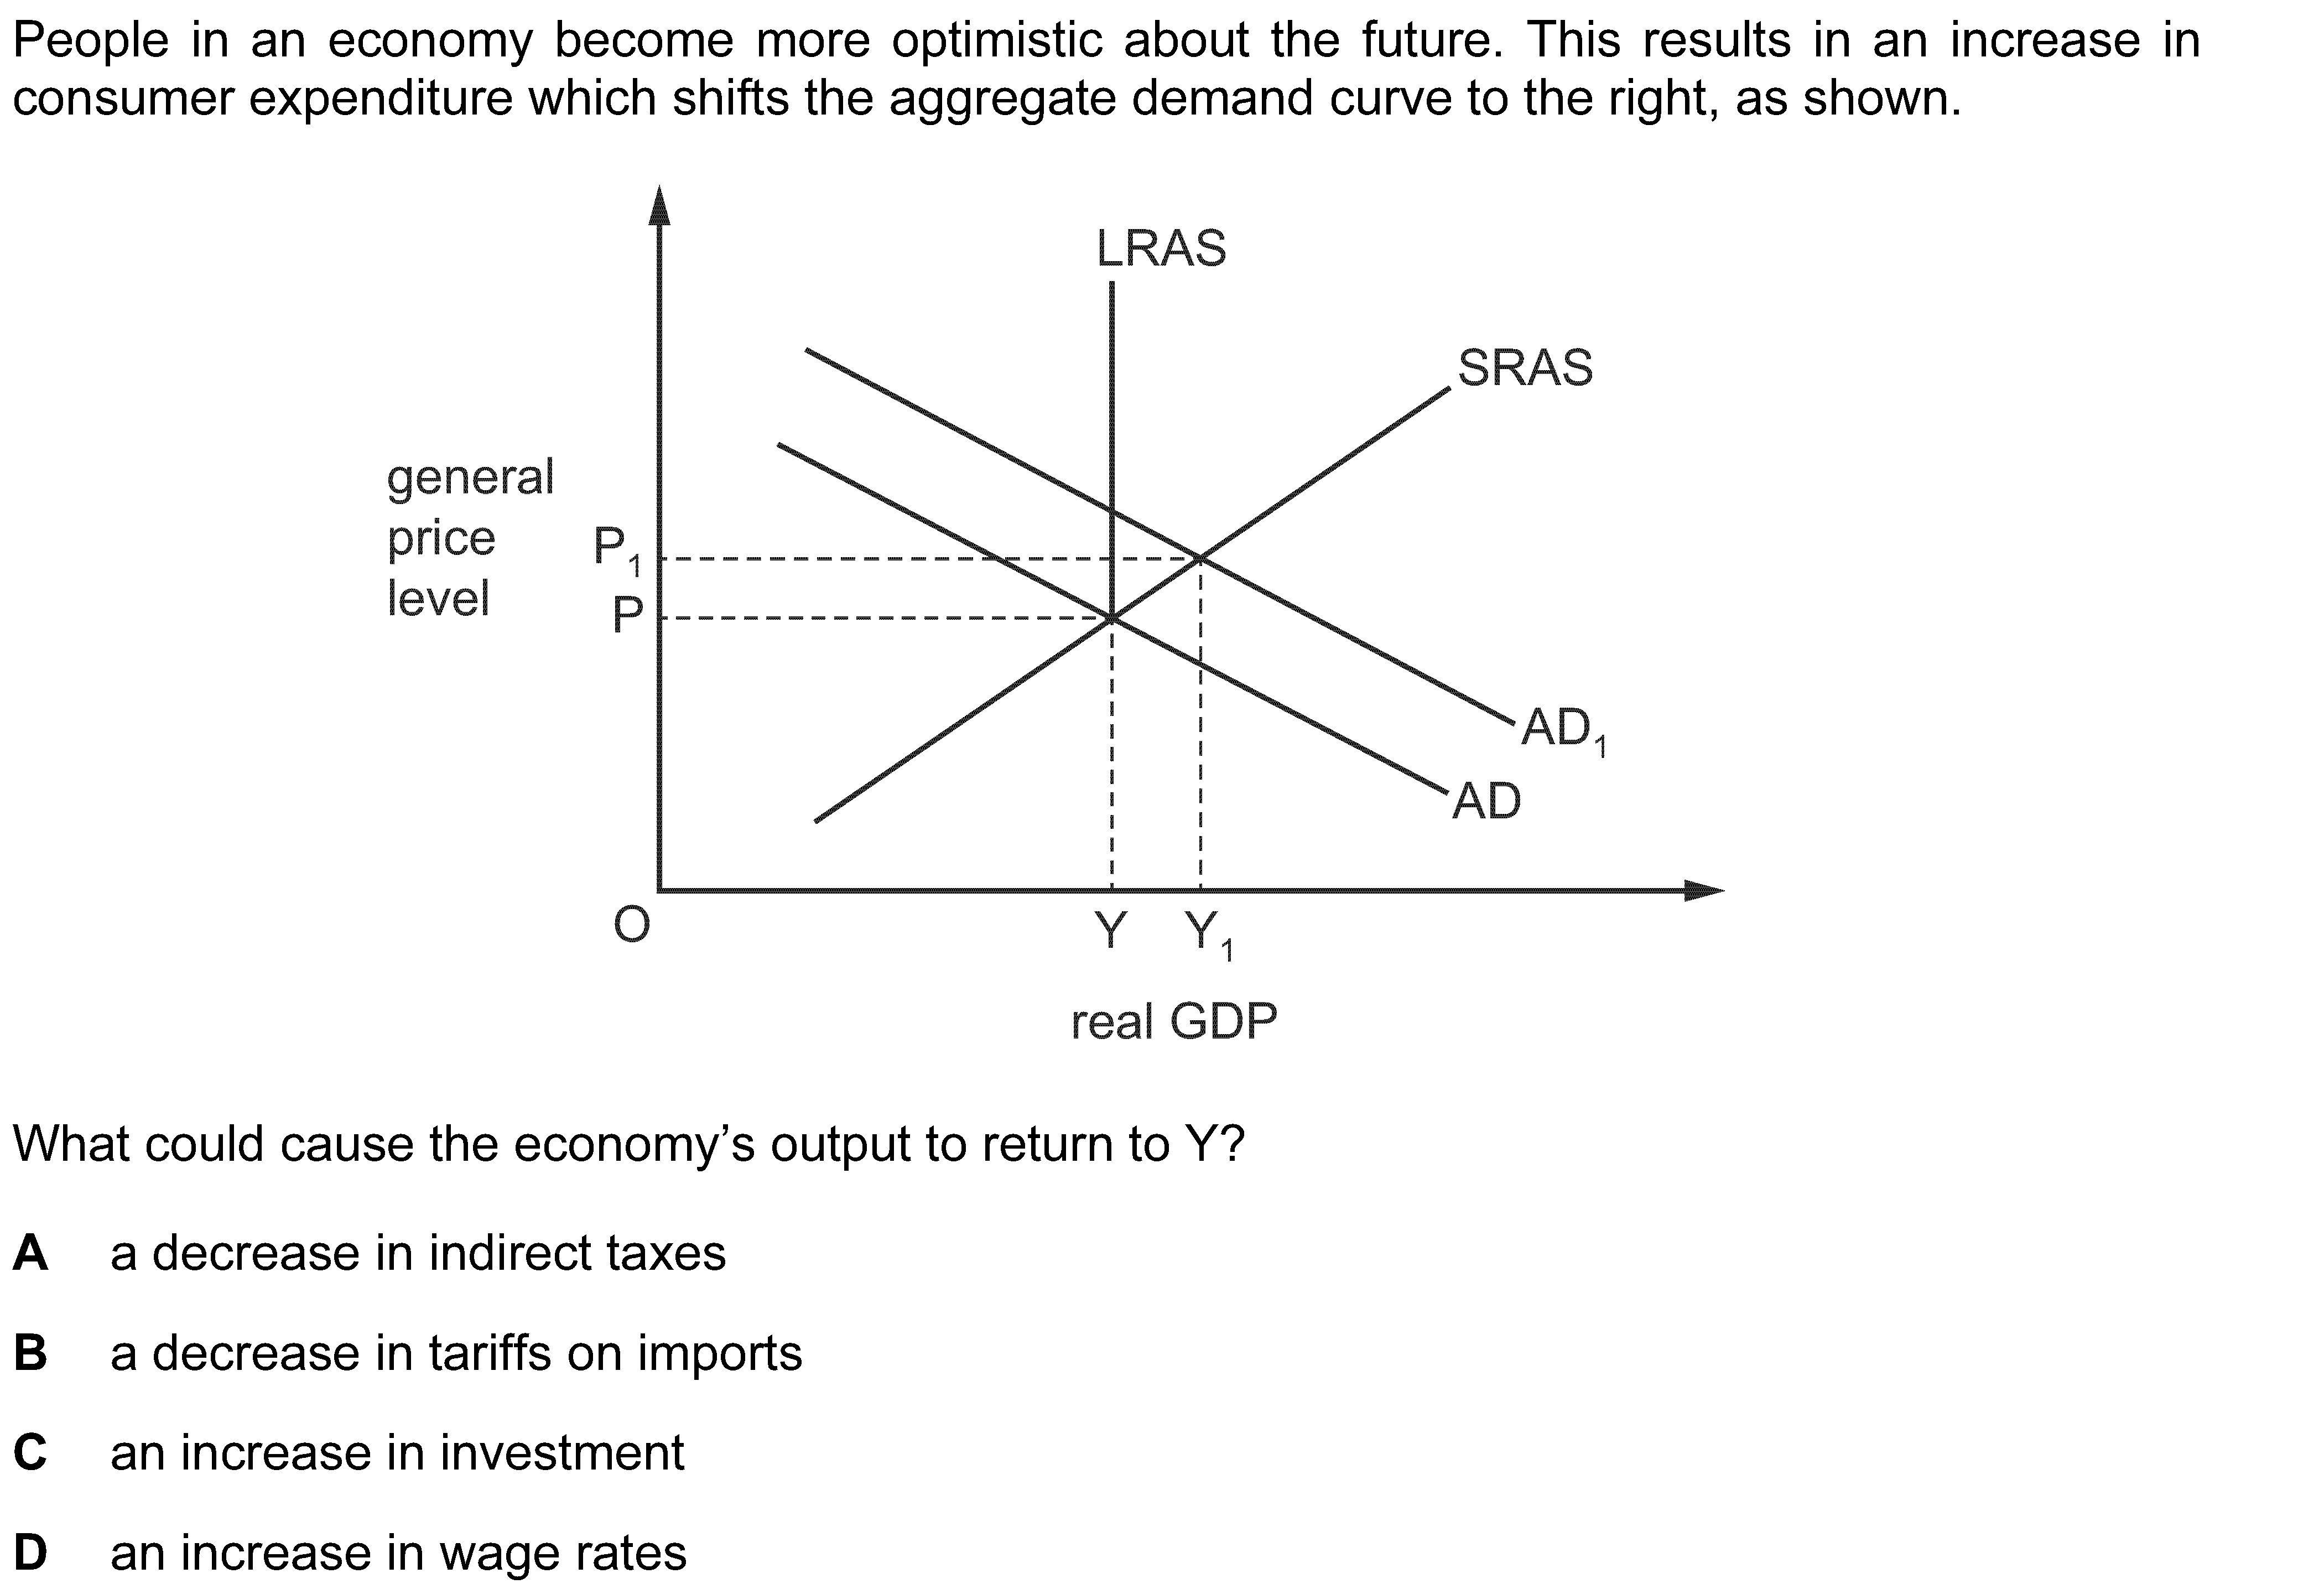 People in an economy become more optimistic about the future. This results in an increase in
consumer expenditure which shifts the aggregate demand curve to the right, as shown.
LRAS
SRAS
general
price
level
P₁
P
AD₁
AD
O
Y
Y₁
real GDP
What could cause the economy’s output to return to Y?
A a decrease in indirect taxes
B a decrease in tariffs on imports
C an increase in investment
D an increase in wage rates